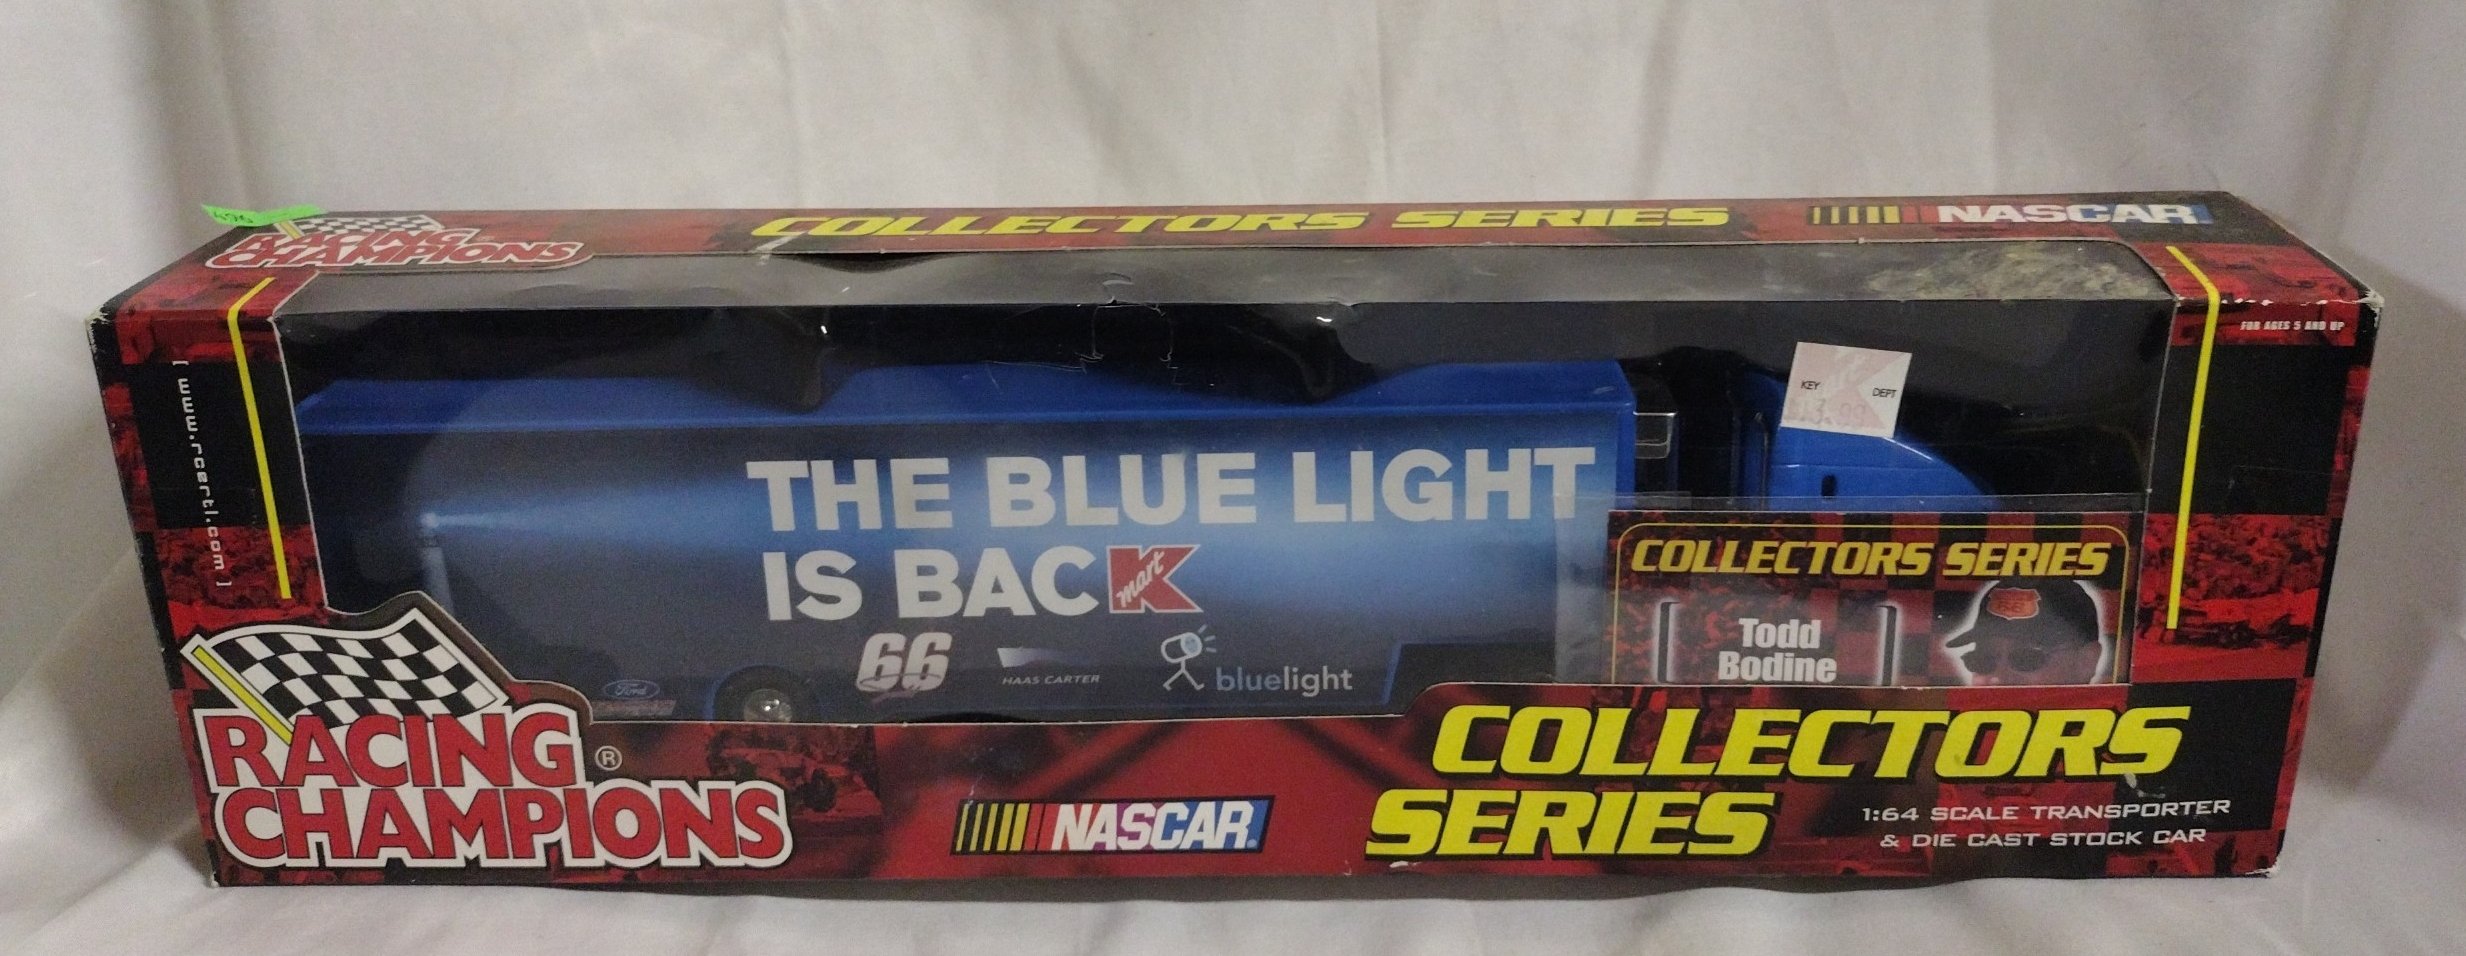 RACING
CHAMPIONS
COLLECTORS SERIES
NASCAR
FOR AGES 5 AND UP
[ www.rcertl.com ]
KEY
DEPT
THE BLUE LIGHT
IS BACK
mart
66
HAAS CARTER
bluelight
Ford
COLLECTORS SERIES
Todd
Bodine
66
RACING
CHAMPIONS ®
NASCAR®
COLLECTORS
SERIES
1:64 SCALE TRANSPORTER
& DIE CAST STOCK CAR